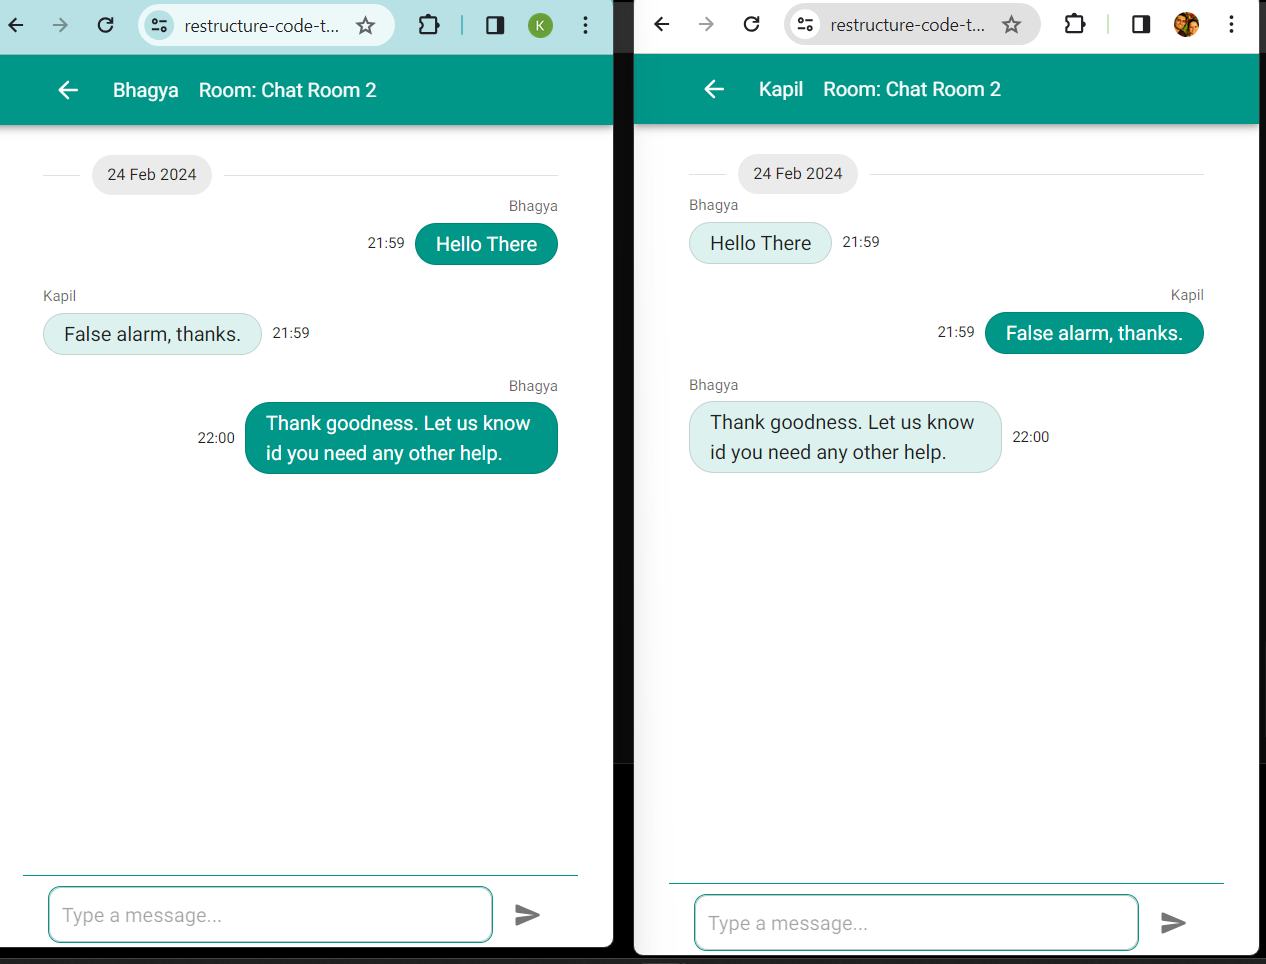 restructure-code-t...
K
Bhagya Room: Chat Room 2
24 Feb 2024
Bhagya
21:59 Hello There
Kapil
False alarm, thanks. 21:59
Bhagya
Thank goodness. Let us know
22:00
id you need any other help.
Type a message...
restructure-code-t...
Kapil Room: Chat Room 2
24 Feb 2024
Bhagya
Hello There 21:59
Kapil
21:59 False alarm, thanks.
Bhagya
Thank goodness. Let us know
22:00
id you need any other help.
Type a message...